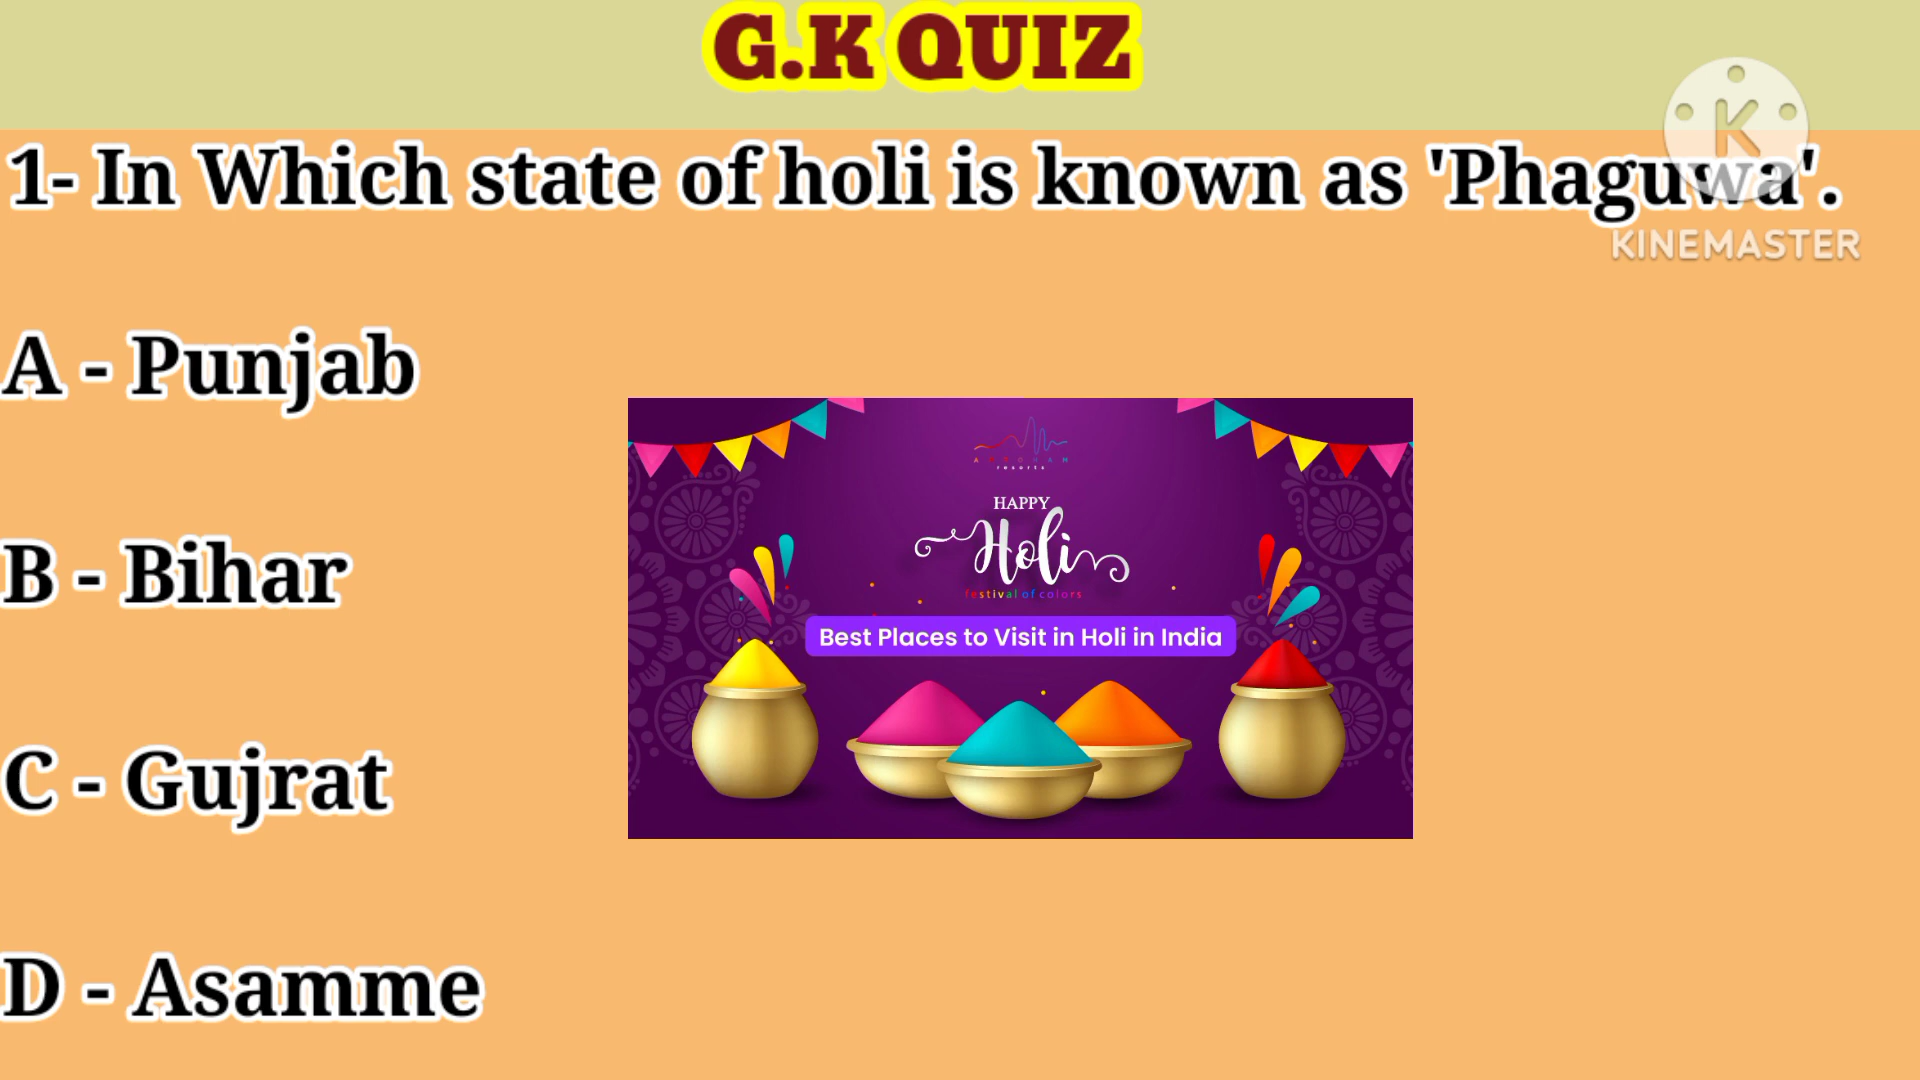 G.K QUIZ
1- In Which state of holi is known as 'Phaguwa'.
K
KINEMASTER
A - Punjab
B - Bihar
C - Gujrat
D - Asamme
resorts
HAPPY
Holi
festival of colors
Best Places to Visit in Holi in India